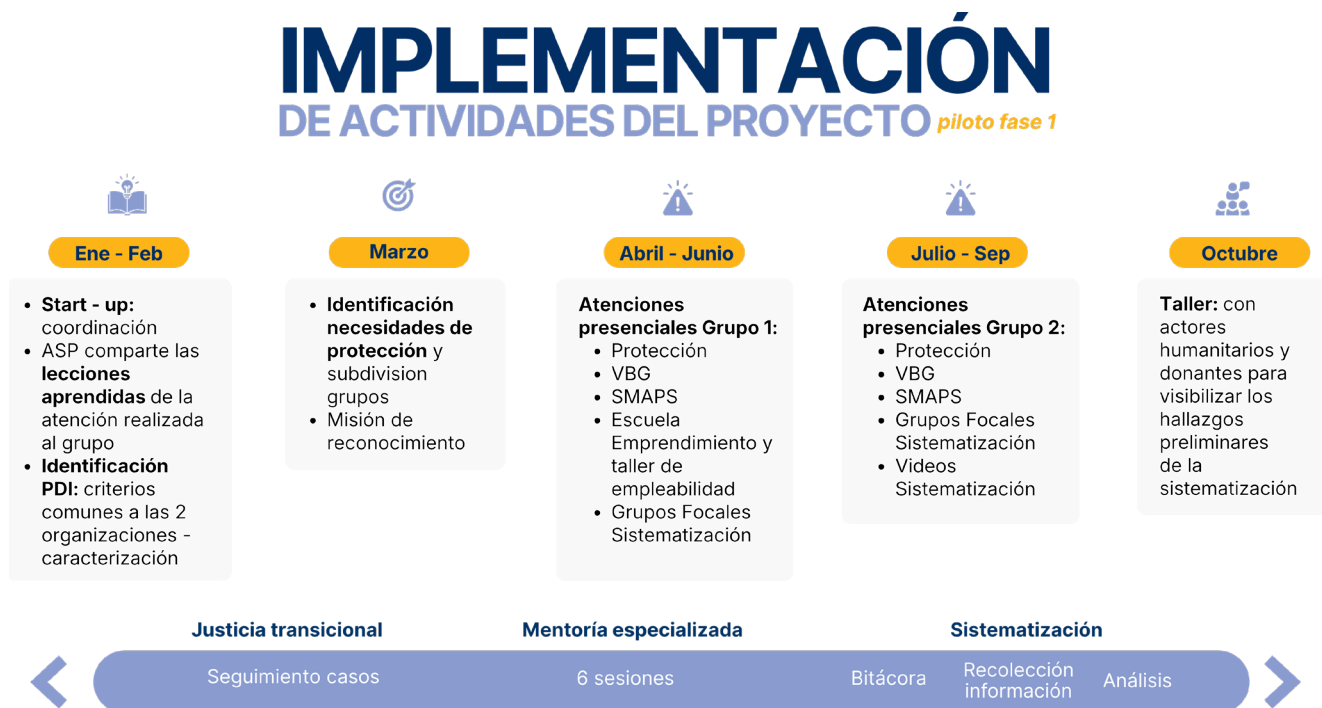 IMPLEMENTACIÓN
DE ACTIVIDADES DEL PROYECTO piloto fase 1
Ene - Feb
• Start - up:
coordinación
• ASP comparte las
lecciones
aprendidas de la
atención realizada
al grupo
• Identificación
PDI: criterios
comunes a las 2
organizaciones -
caracterización
Marzo
• Identificación
necesidades de
protección y
subdivision
grupos
• Misión de
reconocimiento
Abril - Junio
Atenciones
presenciales Grupo 1:
• Protección
• VBG
• SMAPS
• Escuela
Emprendimiento y
taller de
empleabilidad
• Grupos Focales
Sistematización
Julio - Sep
Atenciones
presenciales Grupo 2:
• Protección
• VBG
• SMAPS
• Grupos Focales
Sistematización
• Videos
Sistematización
Octubre
Taller: con
actores
humanitarios y
donantes para
visibilizar los
hallazgos
preliminares
de la
sistematización
Justicia transicional
Seguimiento casos
Mentoría especializada
6 sesiones
Sistematización
Bitácora
Recolección
información
Análisis